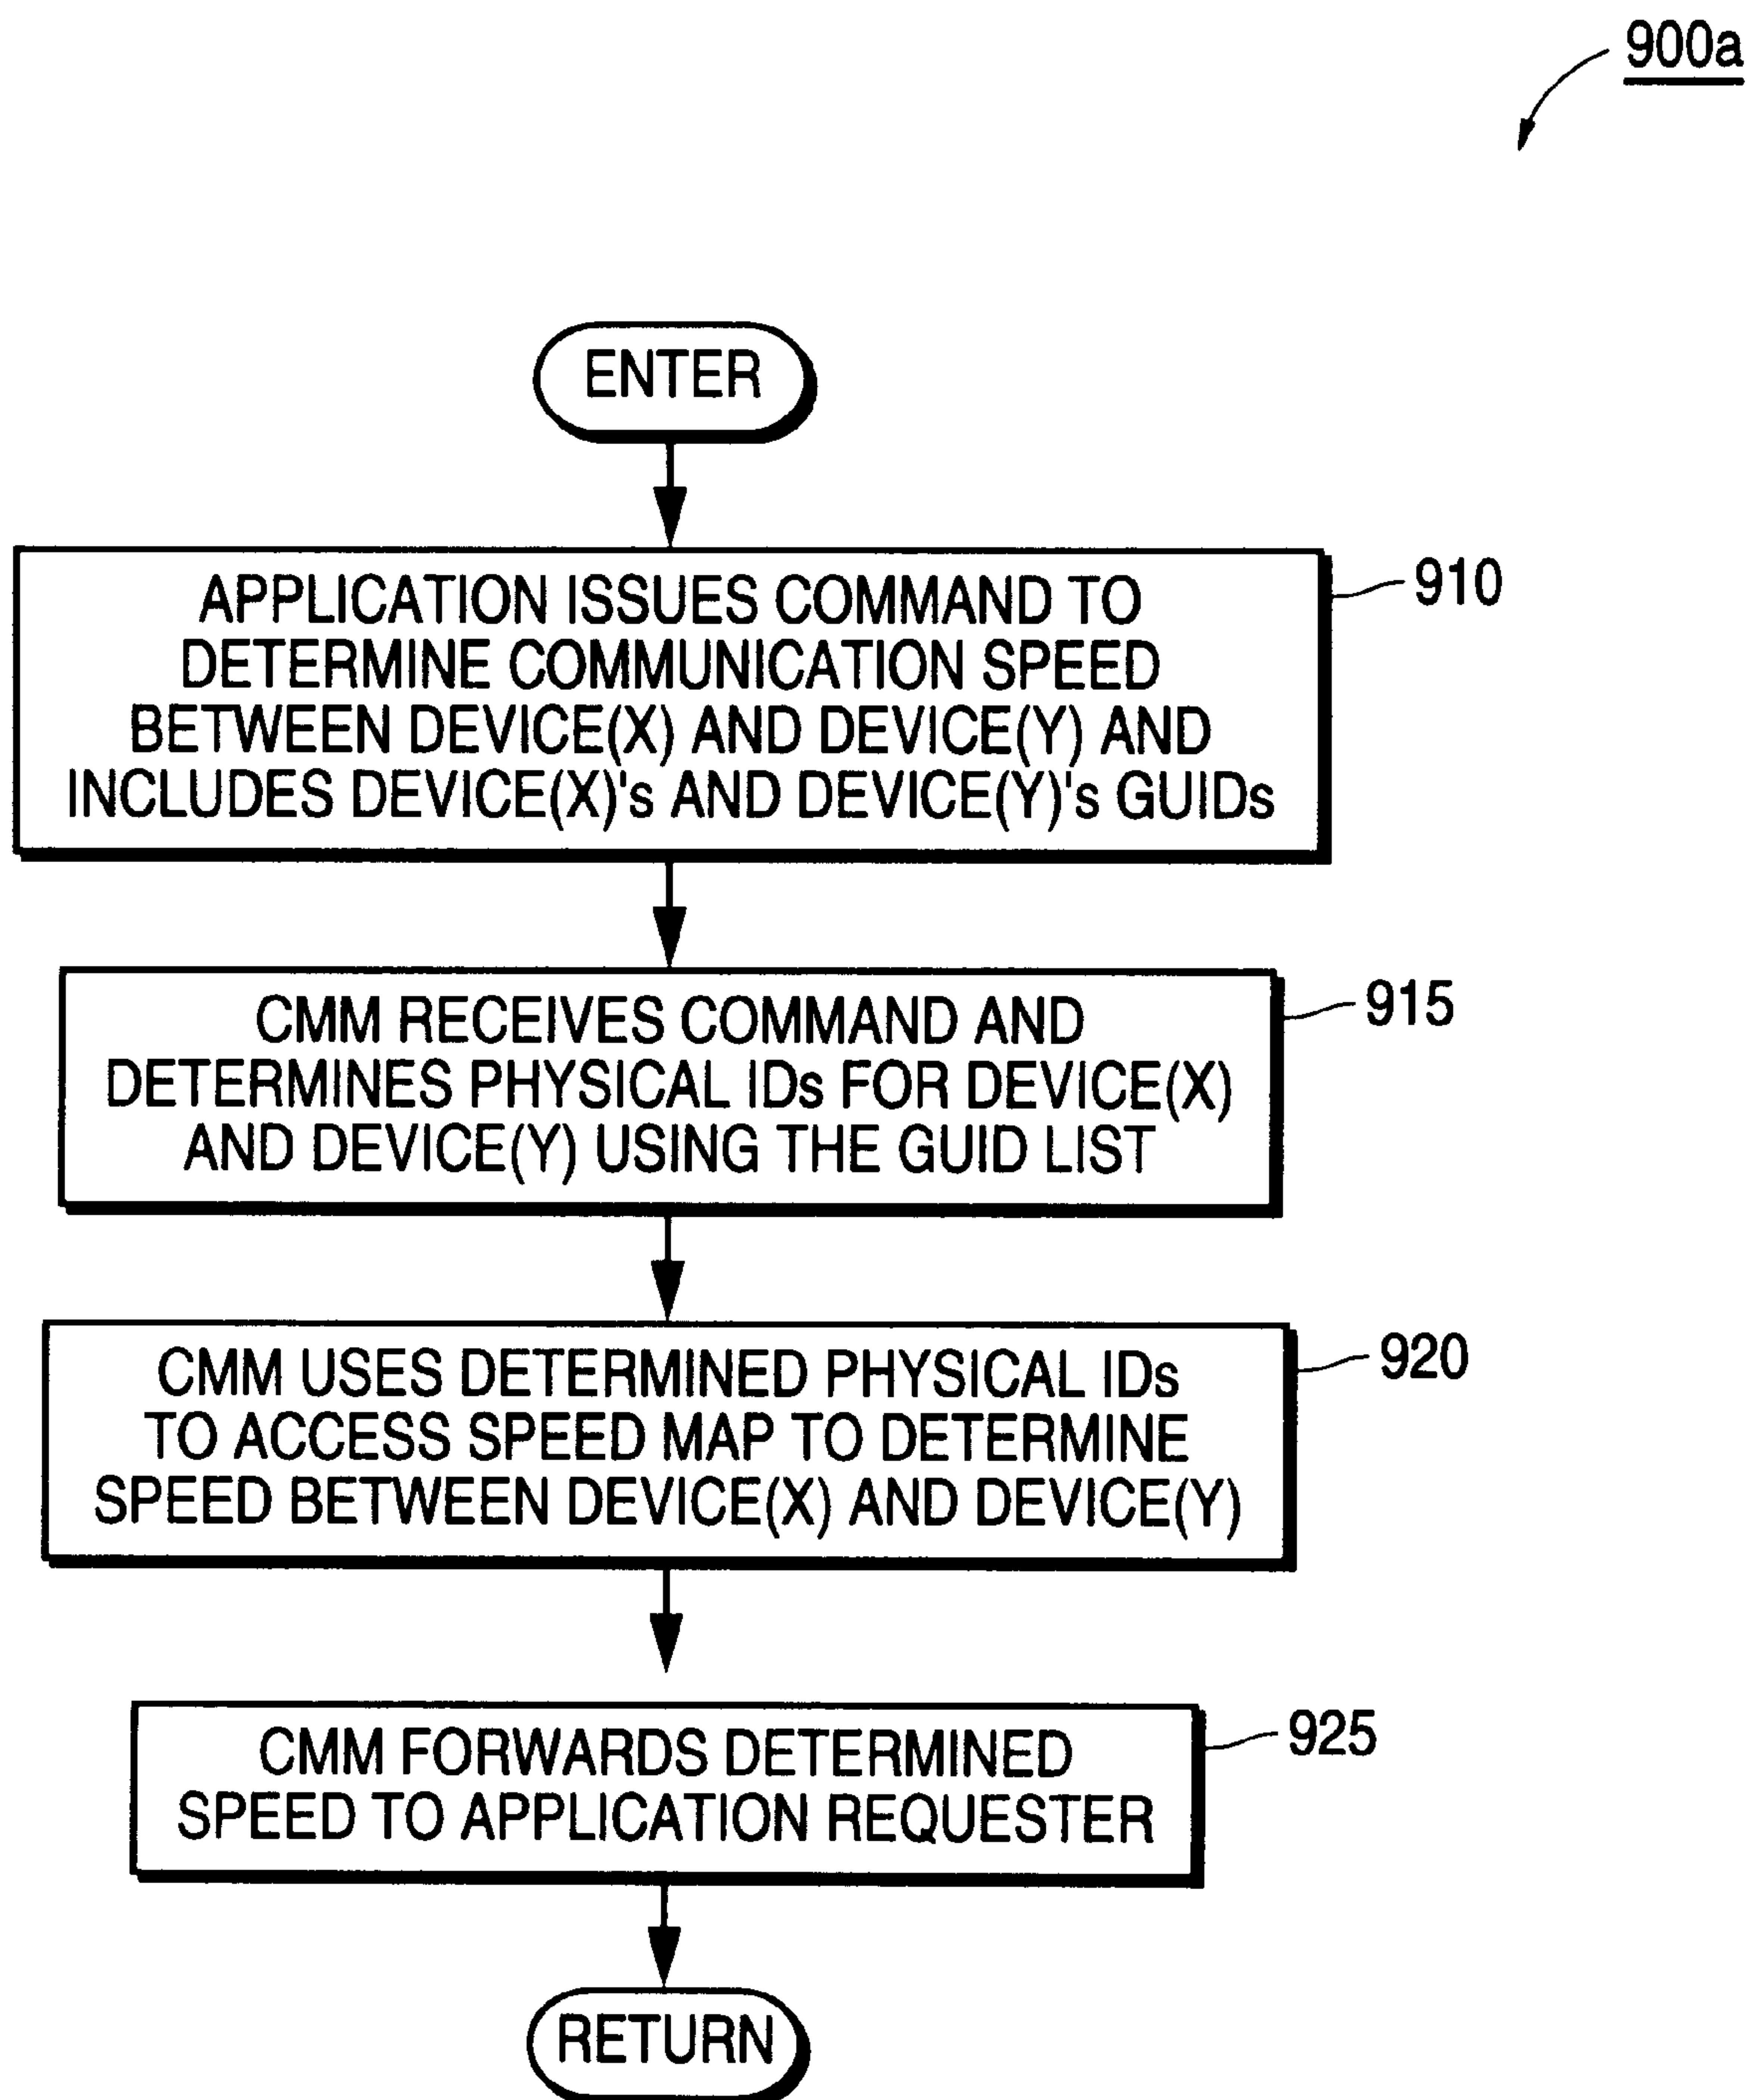 900a
ENTER
APPLICATION ISSUES COMMAND TO
DETERMINE COMMUNICATION SPEED
BETWEEN DEVICE(X) AND DEVICE(Y) AND
INCLUDES DEVICE(X)'s AND DEVICE(Y)'s GUIDs
910
CMM RECEIVES COMMAND AND
DETERMINES PHYSICAL IDs FOR DEVICE(X)
AND DEVICE(Y) USING THE GUID LIST
915
CMM USES DETERMINED PHYSICAL IDs
TO ACCESS SPEED MAP TO DETERMINE
SPEED BETWEEN DEVICE(X) AND DEVICE(Y)
920
CMM FORWARDS DETERMINED
SPEED TO APPLICATION REQUESTER
925
RETURN